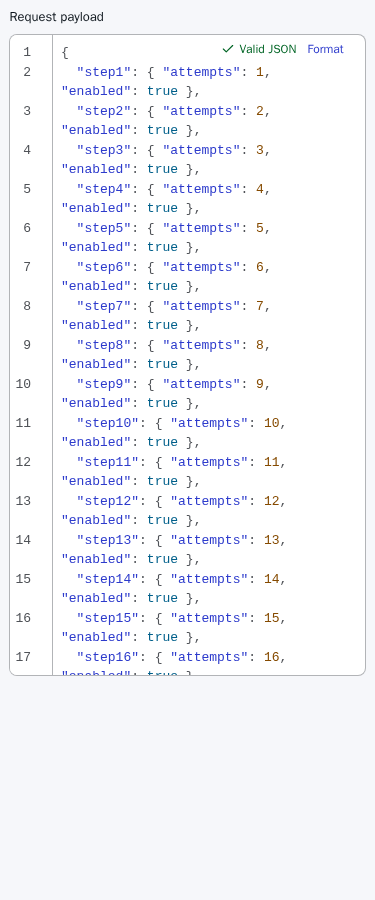 Request payload
1 { Valid JSON Format
2 "step1": { "attempts": 1,
"enabled": true },
3 "step2": { "attempts": 2,
"enabled": true },
4 "step3": { "attempts": 3,
"enabled": true },
5 "step4": { "attempts": 4,
"enabled": true },
6 "step5": { "attempts": 5,
"enabled": true },
7 "step6": { "attempts": 6,
"enabled": true },
8 "step7": { "attempts": 7,
"enabled": true },
9 "step8": { "attempts": 8,
"enabled": true },
10 "step9": { "attempts": 9,
"enabled": true },
11 "step10": { "attempts": 10,
"enabled": true },
12 "step11": { "attempts": 11,
"enabled": true },
13 "step12": { "attempts": 12,
"enabled": true },
14 "step13": { "attempts": 13,
"enabled": true },
15 "step14": { "attempts": 14,
"enabled": true },
16 "step15": { "attempts": 15,
"enabled": true },
17 "step16": { "attempts": 16,